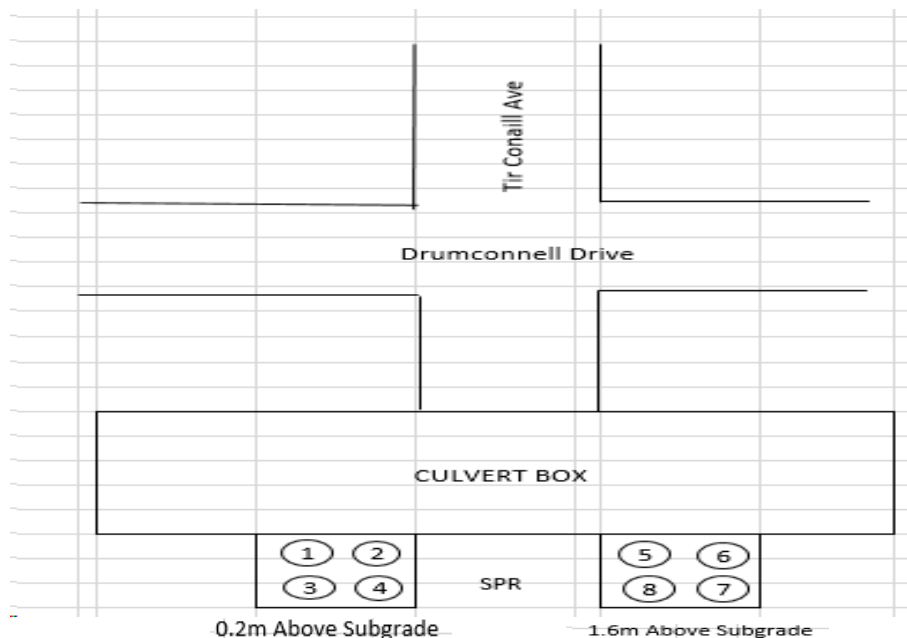 Tir Conaill Ave
Drumconnell Drive
CULVERT BOX
1 2 5 6
3 4 SPR 8 7
0.2m Above Subgrade 1.6m Above Subgrade